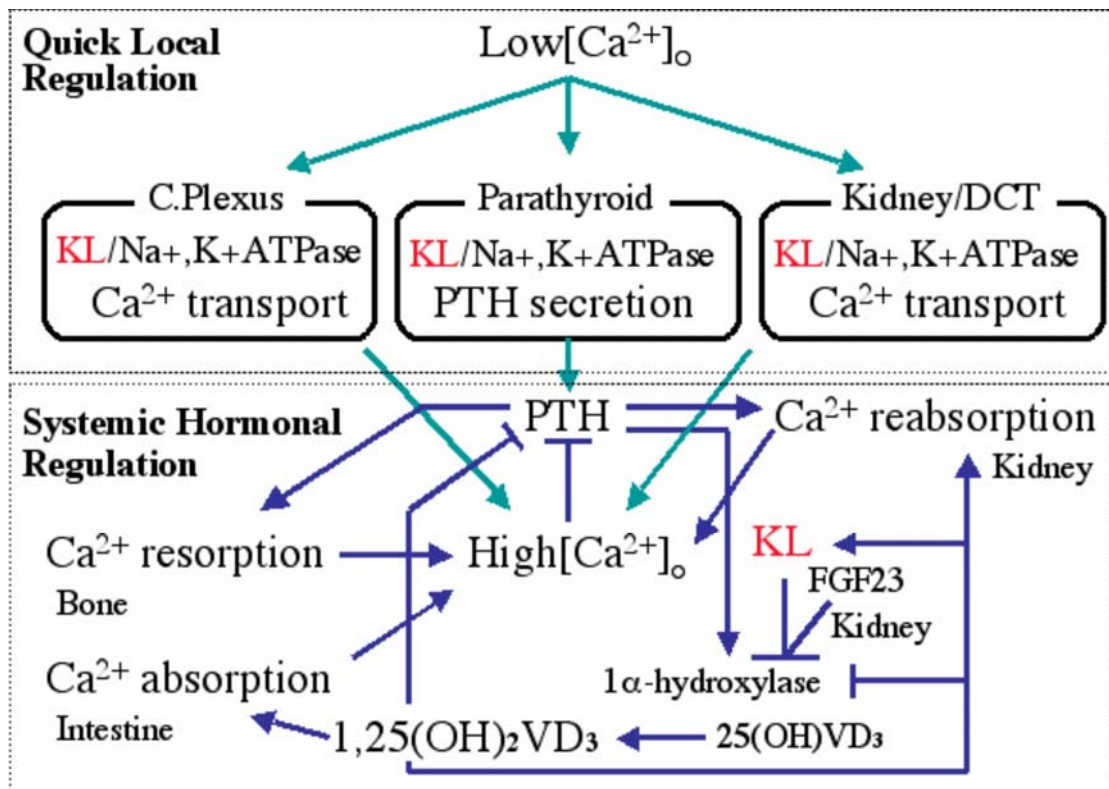 Quick Local
Regulation
Low[Ca²⁺]ₒ
C.Plexus
KL/Na+,K+ATPase
Ca²⁺ transport
Parathyroid
KL/Na+,K+ATPase
PTH secretion
Kidney/DCT
KL/Na+,K+ATPase
Ca²⁺ transport
Systemic Hormonal
Regulation
PTH
Ca²⁺ reabsorption
Kidney
Ca²⁺ resorption
Bone
High[Ca²⁺]ₒ
KL
FGF23
Kidney
Ca²⁺ absorption
Intestine
1α-hydroxylase
1,25(OH)₂VD₃
25(OH)VD₃